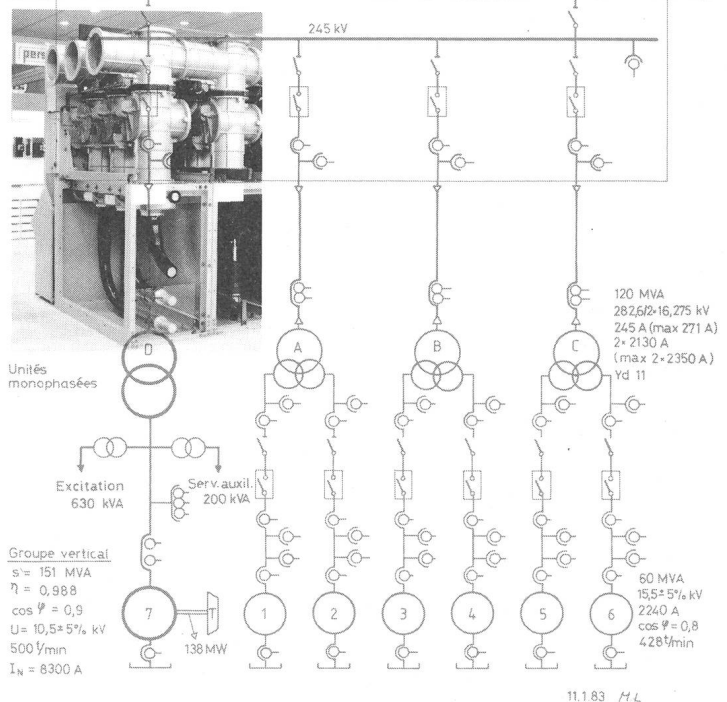 245 kV
pers
D
A
B
C
120 MVA
282,6/2×16,275 kV
245 A (max 271 A)
2×2130 A
(max 2×2350 A)
Yd 11
Unités
monophasées
Excitation
630 kVA
Serv. auxil.
200 kVA
Groupe vertical
s = 151 MVA
η = 0,988
cos φ = 0,9
U = 10,5±5% kV
500 t/min
I_N = 8300 A
7
T
138 MW
1
2
3
4
5
6
60 MVA
15,5±5% kV
2240 A
cos φ = 0,8
428 t/min
11.1.83 M.L